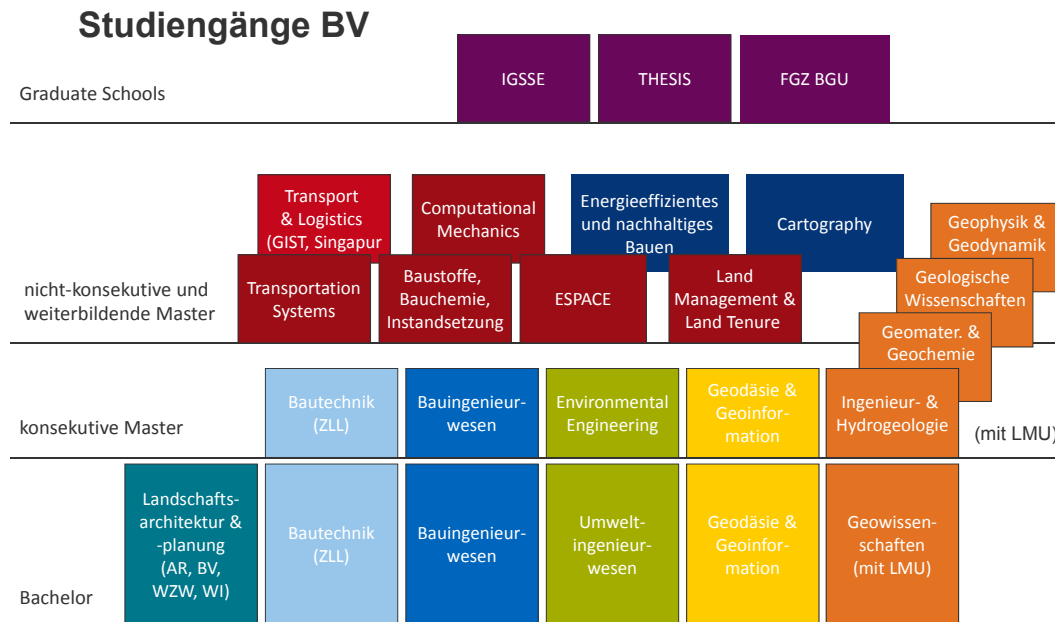 Studiengänge BV
Graduate Schools
IGSSE
THESIS
FGZ BGU
nicht-konsekutive und
weiterbildende Master
Transport
& Logistics
(GIST, Singapur
Computational
Mechanics
Energieeffizientes
und nachhaltiges
Bauen
Cartography
Geophysik &
Geodynamik
Transportation
Systems
Baustoffe,
Bauchemie,
Instandsetzung
ESPACE
Land
Management &
Land Tenure
Geologische
Wissenschaften
Geomater. &
Geochemie
konsekutive Master
Bautechnik
(ZLL)
Bauingenieur-
wesen
Environmental
Engineering
Geodäsie &
Geoinfor-
mation
Ingenieur- &
Hydrogeologie
(mit LMU)
Bachelor
Landschafts-
architektur &
-planung
(AR, BV,
WZW, WI)
Bautechnik
(ZLL)
Bauingenieur-
wesen
Umwelt-
ingenieur-
wesen
Geodäsie &
Geoinfor-
mation
Geowissen-
schaften
(mit LMU)